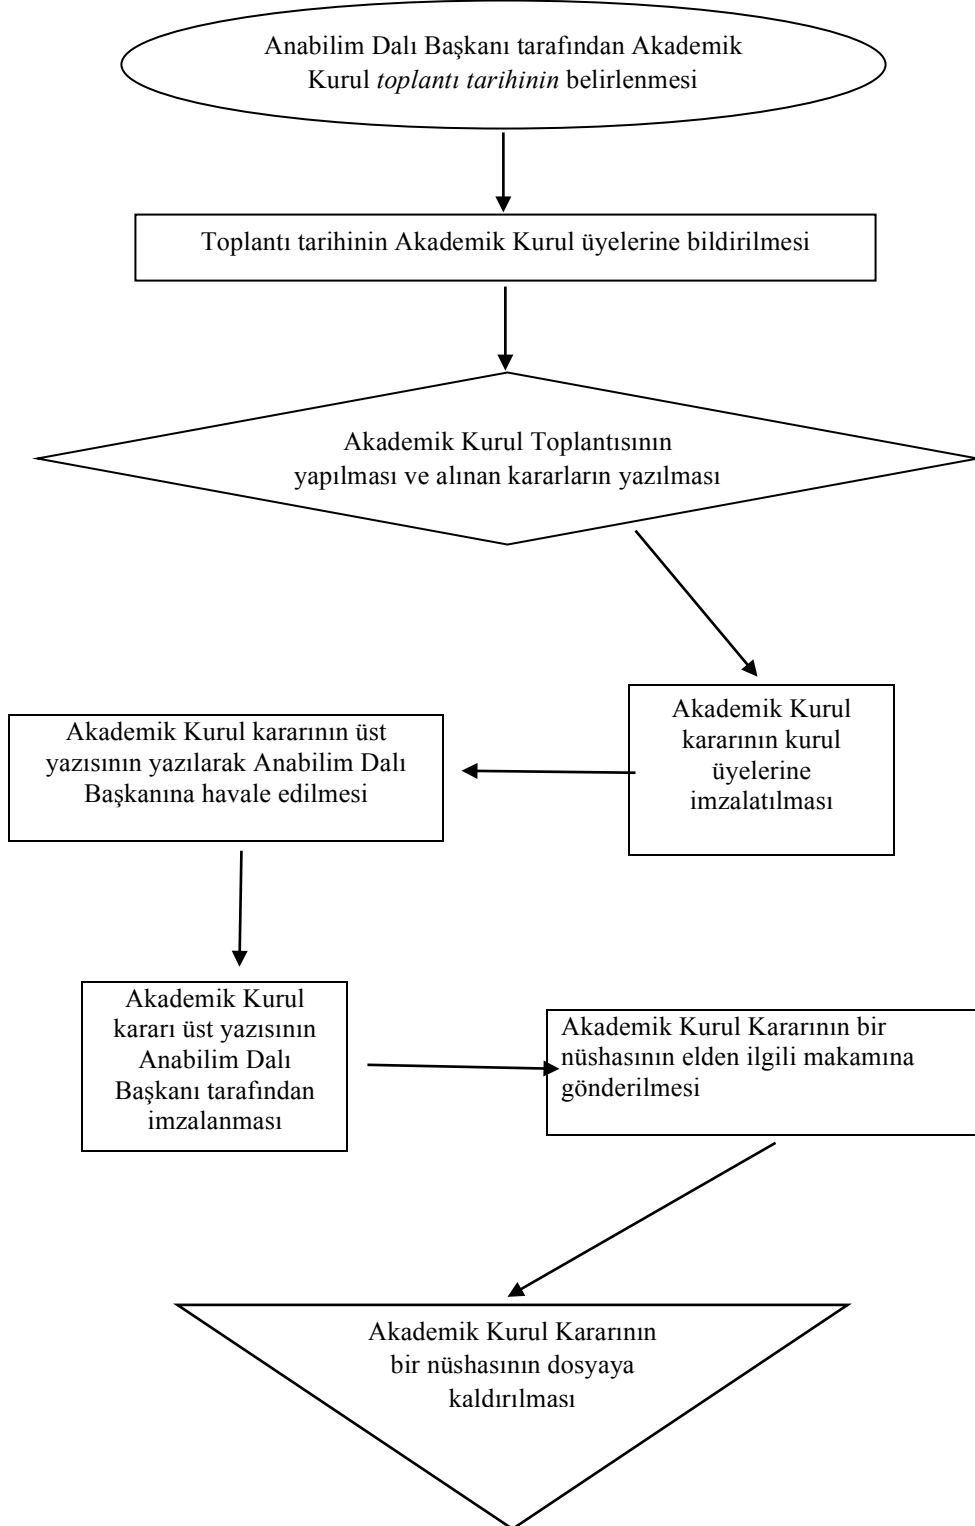 Anabilim Dalı Başkanı tarafından Akademik
Kurul toplantı tarihinin belirlenmesi
Toplantı tarihinin Akademik Kurul üyelerine bildirilmesi
Akademik Kurul Toplantısının
yapılması ve alınan kararların yazılması
Akademik Kurul
kararının kurul
üyelerine
imzalatılması
Akademik Kurul kararının üst
yazısının yazılarak Anabilim Dalı
Başkanına havale edilmesi
Akademik Kurul
kararı üst yazısının
Anabilim Dalı
Başkanı tarafından
imzalanması
Akademik Kurul Kararının bir
nüshasının elden ilgili makamına
gönderilmesi
Akademik Kurul Kararının
bir nüshasının dosyaya
kaldırılması